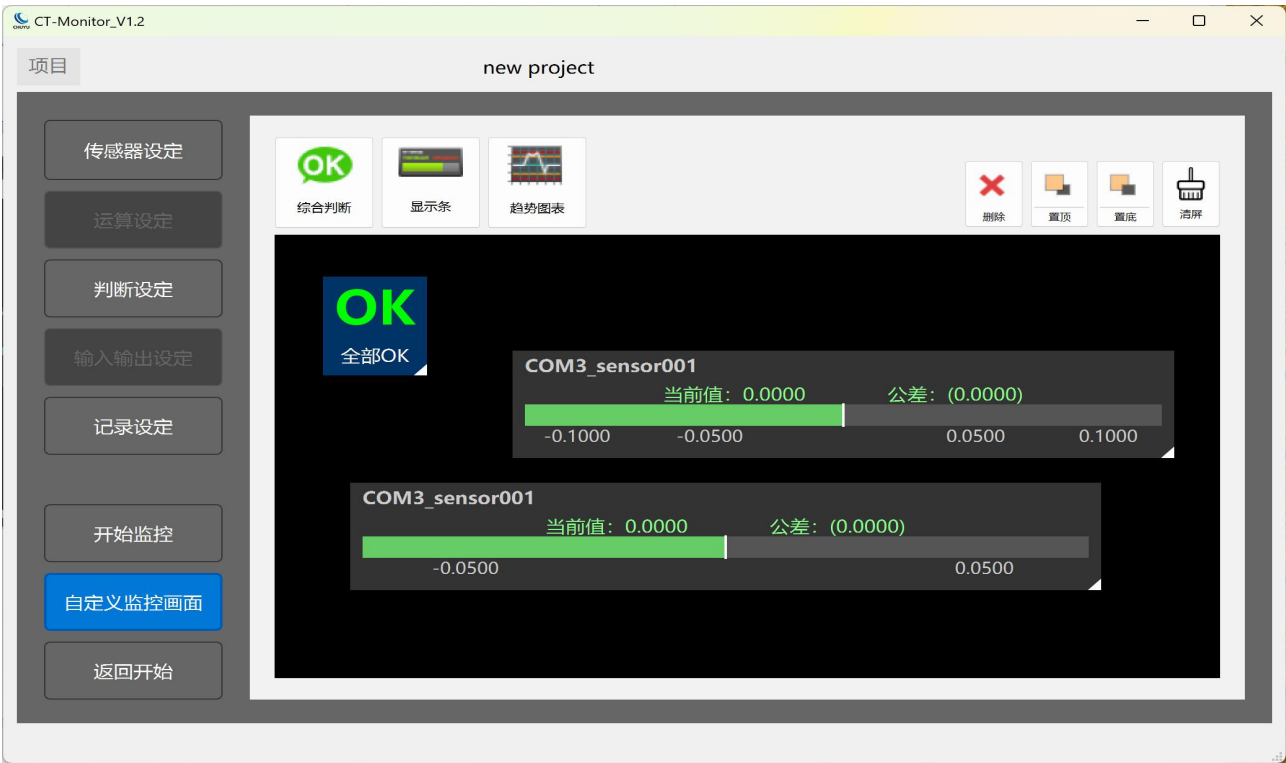 CT-Monitor_V1.2
项目
new project
传感器设定
运算设定
判断设定
输入输出设定
记录设定
开始监控
自定义监控画面
返回开始
OK
综合判断
显示条
趋势图表
删除
置顶
置底
清屏
OK
全部OK
COM3_sensor001
当前值：0.0000 公差：(0.0000)
-0.1000 -0.0500 0.0500 0.1000
COM3_sensor001
当前值：0.0000 公差：(0.0000)
-0.0500 0.0500